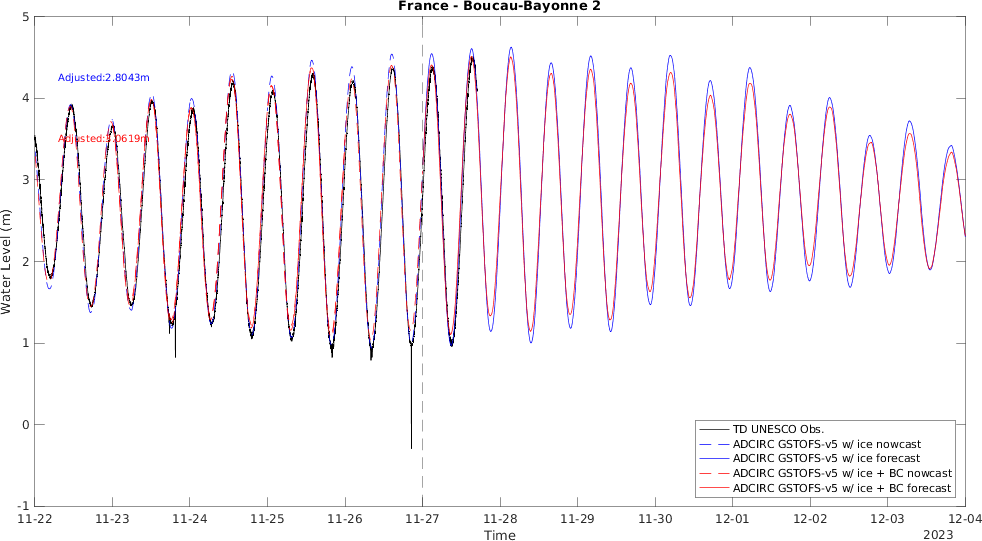 France - Boucau-Bayonne 2
5
4
3
2
1
0
-1
Water Level (m)
Adjusted:2.8043m
Adjusted:3.0619m
TD UNESCO Obs.
ADCIRC GSTOFS-v5 w/ ice nowcast
ADCIRC GSTOFS-v5 w/ ice forecast
ADCIRC GSTOFS-v5 w/ ice + BC nowcast
ADCIRC GSTOFS-v5 w/ ice + BC forecast
11-22 11-23 11-24 11-25 11-26 11-27 11-28 11-29 11-30 12-01 12-02 12-03 12-04
Time
2023